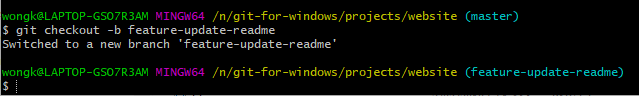 wongk@LAPTOP-GSO7R3AM MINGW64 /n/git-for-windows/projects/website (master)
$ git checkout -b feature-update-readme
Switched to a new branch 'feature-update-readme'
wongk@LAPTOP-GSO7R3AM MINGW64 /n/git-for-windows/projects/website (feature-update-readme)
$